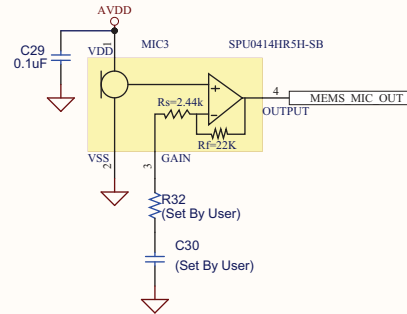 AVDD
C29
0.1uF
VDD
1
MIC3
SPU0414HR5H-SB
Rs=2.44k
4
MEMS_MIC_OUT
OUTPUT
Rf=22K
VSS
2
3
GAIN
R32
(Set By User)
C30
(Set By User)